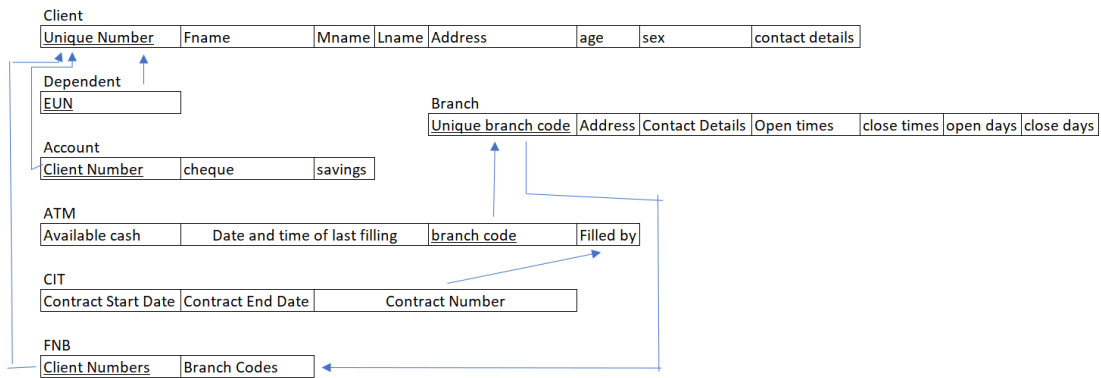 Client
Unique Number Fname Mname Lname Address age sex contact details
Dependent
EUN
Branch
Unique branch code Address Contact Details Open times close times open days close days
Account
Client Number cheque savings
ATM
Available cash Date and time of last filling branch code Filled by
CIT
Contract Start Date Contract End Date Contract Number
FNB
Client Numbers Branch Codes